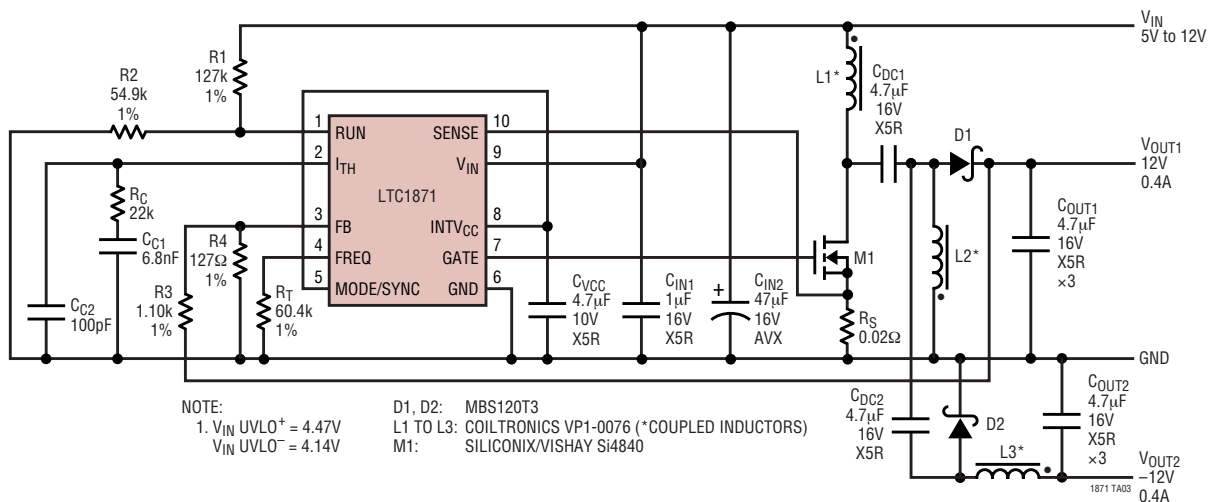 VIN
5V to 12V
R1
127k
1%
R2
54.9k
1%
L1*
CDC1
4.7µF
16V
X5R
D1
VOUT1
12V
0.4A
1
RUN
SENSE
10
2
ITH
VIN
9
LTC1871
3
FB
INTVCC
8
4
FREQ
GATE
7
5
MODE/SYNC
GND
6
RC
22k
CC1
6.8nF
CC2
100pF
R3
1.10k
1%
R4
127Ω
1%
RT
60.4k
1%
CVCC
4.7µF
10V
X5R
CIN1
1µF
16V
X5R
+
CIN2
47µF
16V
AVX
M1
RS
0.02Ω
L2*
COUT1
4.7µF
16V
X5R
×3
GND
CDC2
4.7µF
16V
X5R
D2
L3*
COUT2
4.7µF
16V
X5R
×3
VOUT2
–12V
0.4A
1871 TA03
NOTE:
1. VIN UVLO+ = 4.47V
VIN UVLO– = 4.14V
D1, D2: MBS120T3
L1 TO L3: COILTRONICS VP1-0076 (*COUPLED INDUCTORS)
M1: SILICONIX/VISHAY Si4840